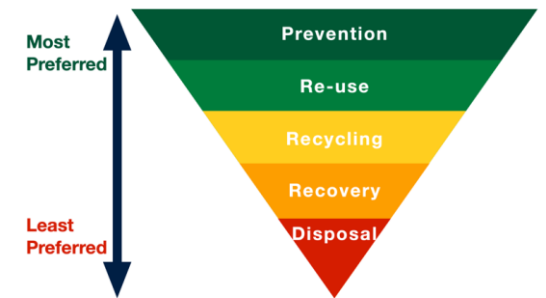 Most
Preferred
Prevention
Re-use
Recycling
Recovery
Disposal
Least
Preferred